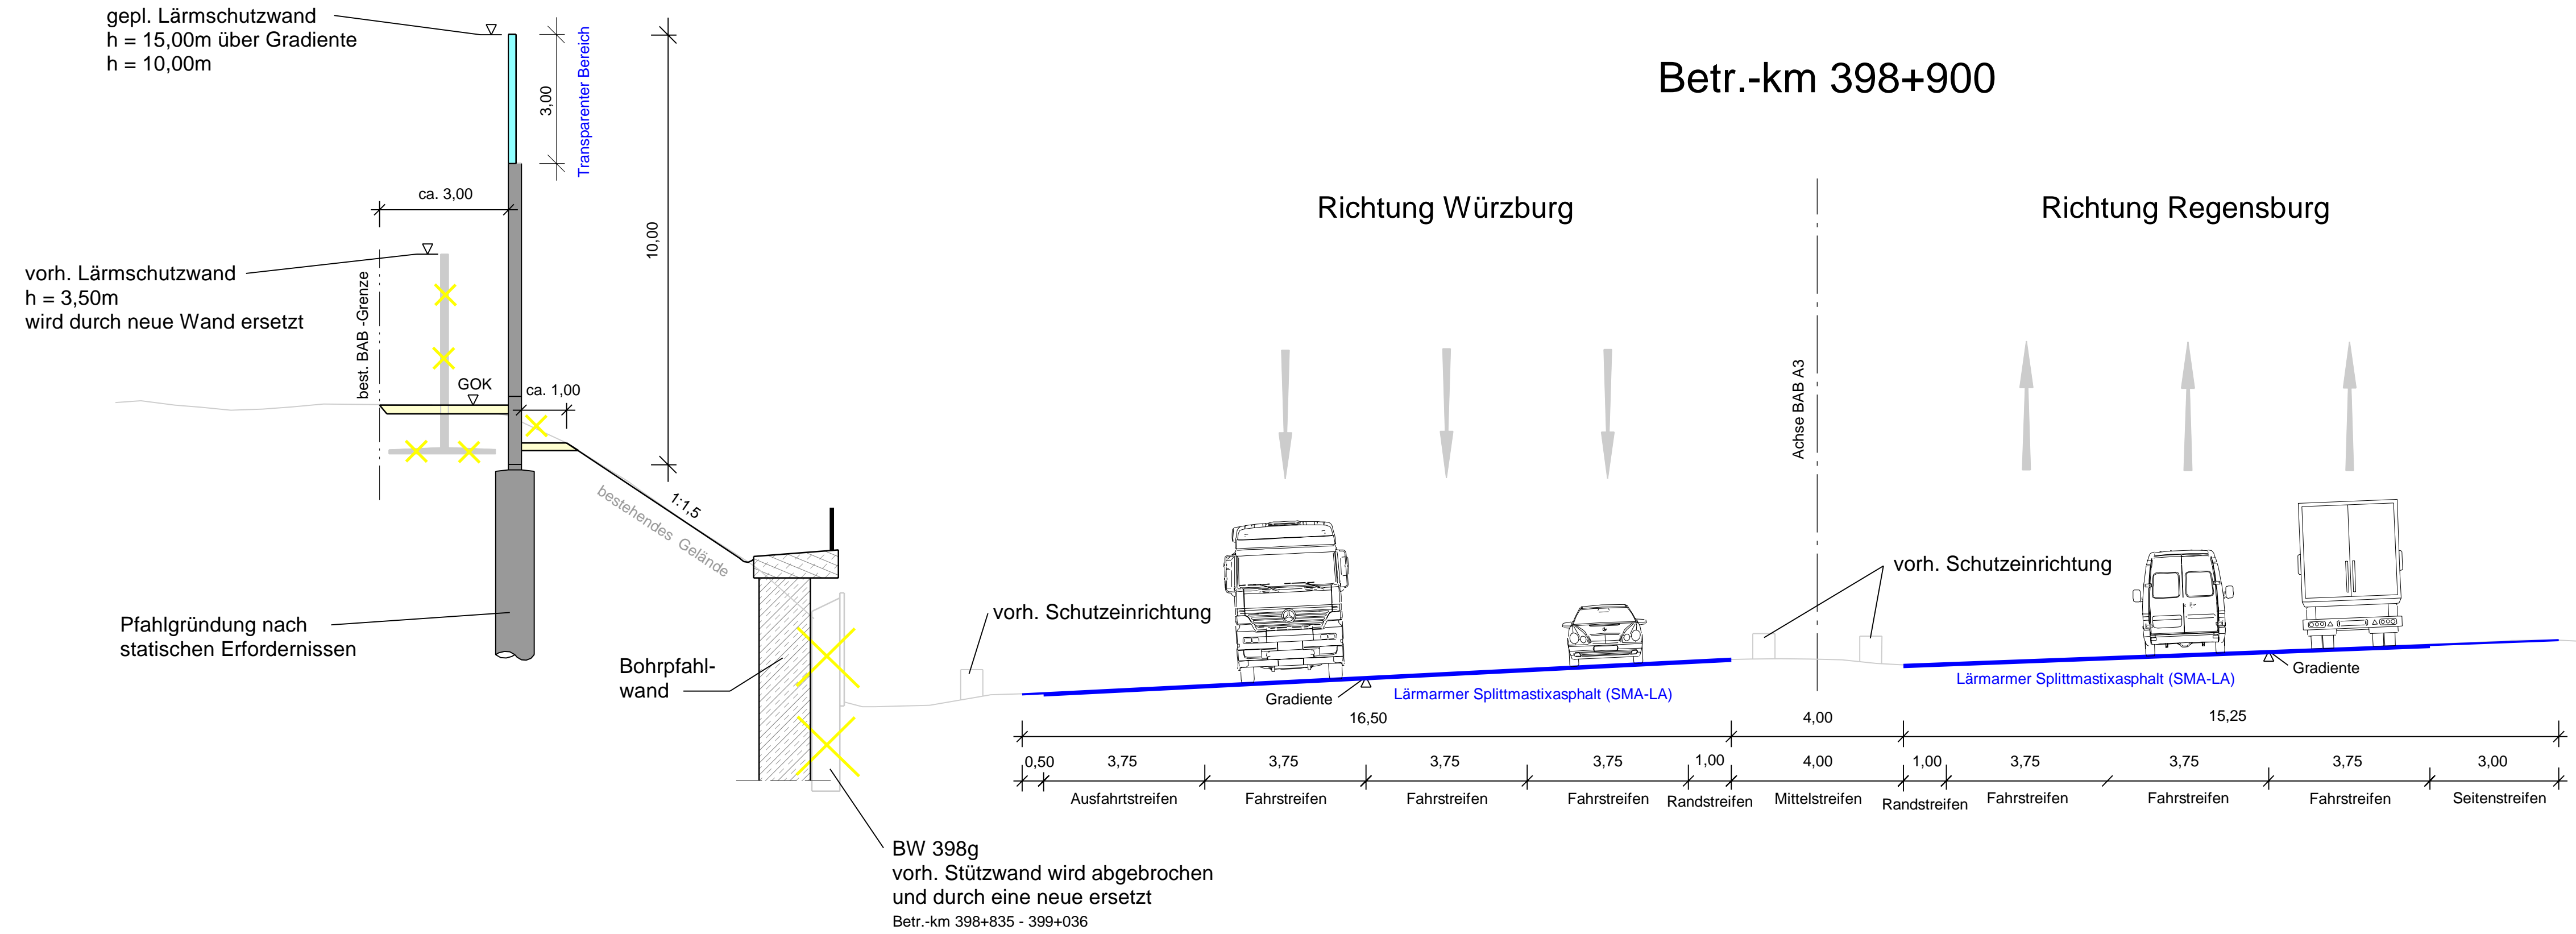 gepl. Lärmschutzwand
h = 15,00m über Gradiente
h = 10,00m
3,00
Transparenter Bereich
10,00
Betr.-km 398+900
ca. 3,00
Richtung Würzburg
Richtung Regensburg
vorh. Lärmschutzwand
h = 3,50m
wird durch neue Wand ersetzt
best. BAB -Grenze
GOK
ca. 1,00
Achse BAB A3
1:1,5
bestehendes Gelände
vorh. Schutzeinrichtung
vorh. Schutzeinrichtung
Pfahlgründung nach
statischen Erfordernissen
Bohrpfahl-
wand
Gradiente
Lärmarmer Splittmastixasphalt (SMA-LA)
Lärmarmer Splittmastixasphalt (SMA-LA)
Gradiente
16,50
4,00
15,25
0,50
3,75
3,75
3,75
3,75
1,00
4,00
1,00
3,75
3,75
3,75
3,00
Ausfahrtstreifen
Fahrstreifen
Fahrstreifen
Fahrstreifen
Randstreifen
Mittelstreifen
Randstreifen
Fahrstreifen
Fahrstreifen
Fahrstreifen
Seitenstreifen
BW 398g
vorh. Stützwand wird abgebrochen
und durch eine neue ersetzt
Betr.-km 398+835 - 399+036